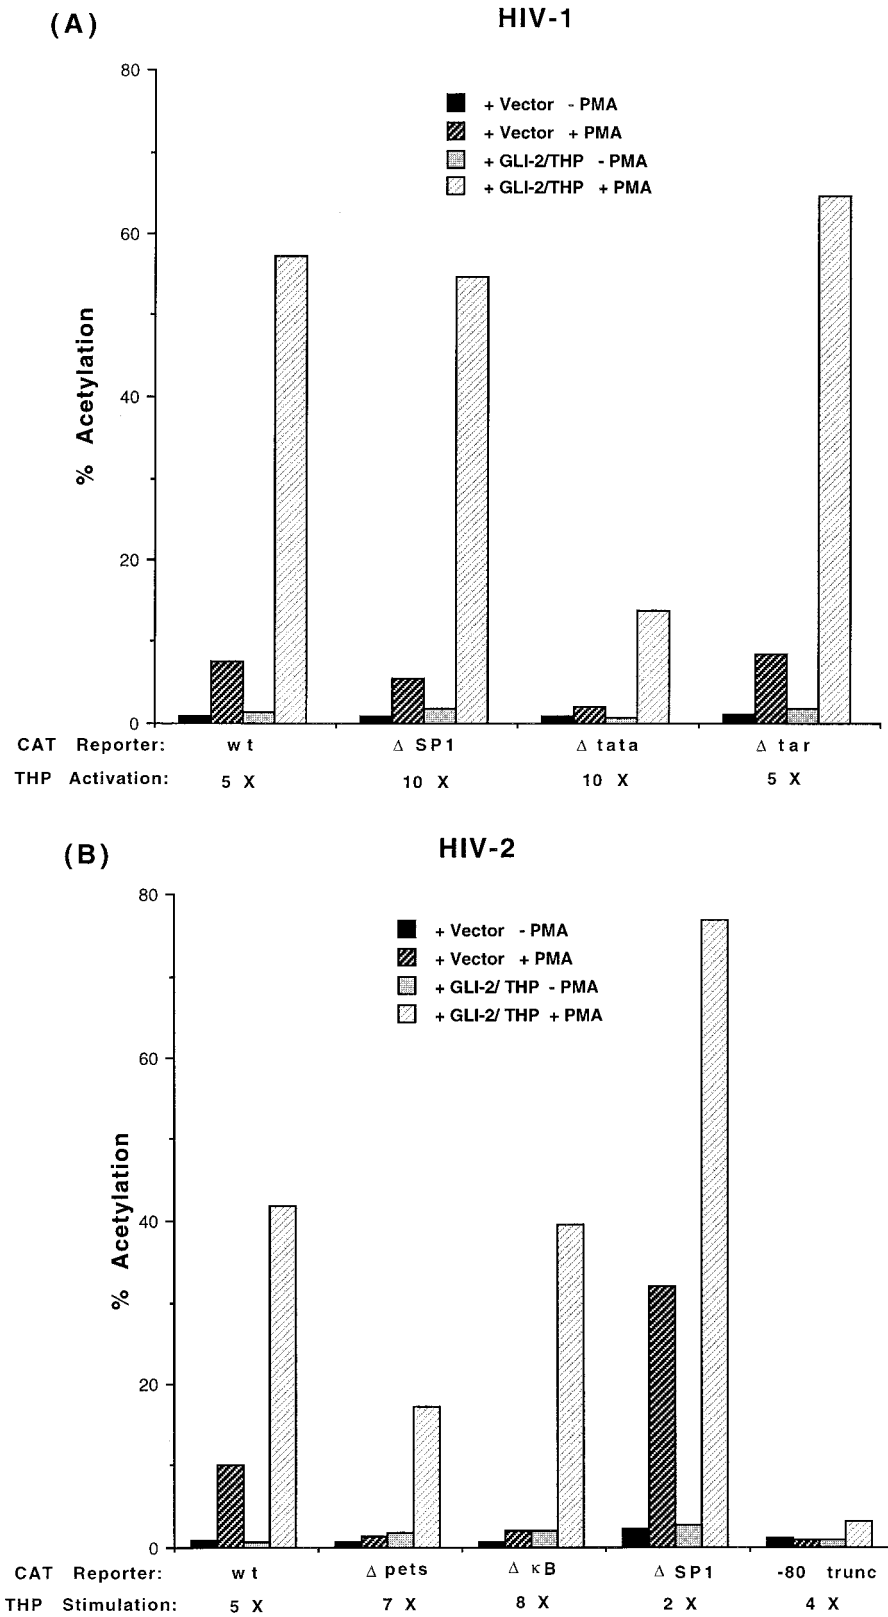 (A)
HIV-1
80
+ Vector - PMA
+ Vector + PMA
+ GLI-2/THP - PMA
+ GLI-2/THP + PMA
60
% Acetylation
40
20
0
CAT Reporter: wt Δ SP1 Δ tata Δ tar
THP Activation: 5 X 10 X 10 X 5 X
(B)
HIV-2
80
+ Vector - PMA
+ Vector + PMA
+ GLI-2/ THP - PMA
+ GLI-2/ THP + PMA
60
% Acetylation
40
20
0
CAT Reporter: wt Δ pets Δ κB Δ SP1 -80 trunc
THP Stimulation: 5 X 7 X 8 X 2 X 4 X